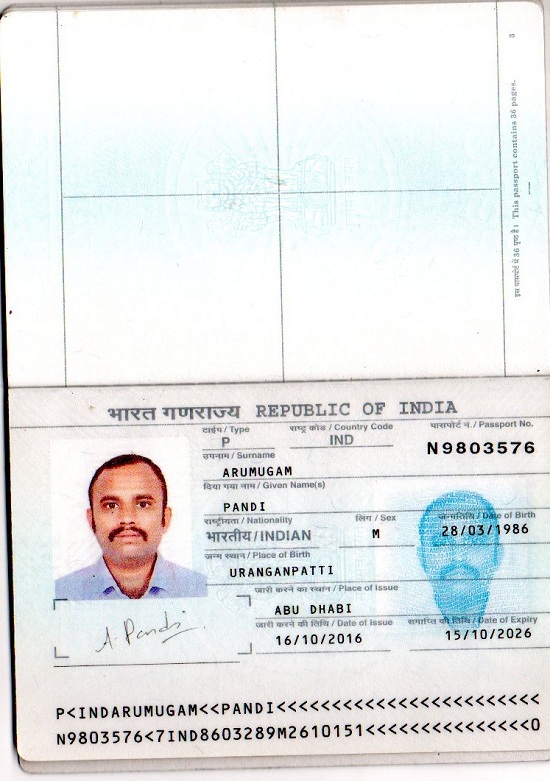 3
इस पासपोर्ट में 36 पृष्ठ हैं। This passport contains 36 pages.
भारत गणराज्य REPUBLIC OF INDIA
टाईप / Type राष्ट्र कोड / Country Code पासपोर्ट नं. / Passport No.
P IND N9803576
उपनाम / Surname
ARUMUGAM
दिया गया नाम / Given Name(s)
PANDI
राष्ट्रीयता / Nationality लिंग / Sex जन्मतिथि / Date of Birth
भारतीय / INDIAN M 28/03/1986
जन्म स्थान / Place of Birth
URANGANPATTI
जारी करने का स्थान / Place of Issue
ABU DHABI
जारी करने की तिथि / Date of Issue समाप्ति की तिथि / Date of Expiry
16/10/2016 15/10/2026
A. Pandi.
P<INDARUMUGAM<<PANDI<<<<<<<<<<<<<<<<<<<<<<<<
N9803576<7IND8603289M2610151<<<<<<<<<<<<<<<0